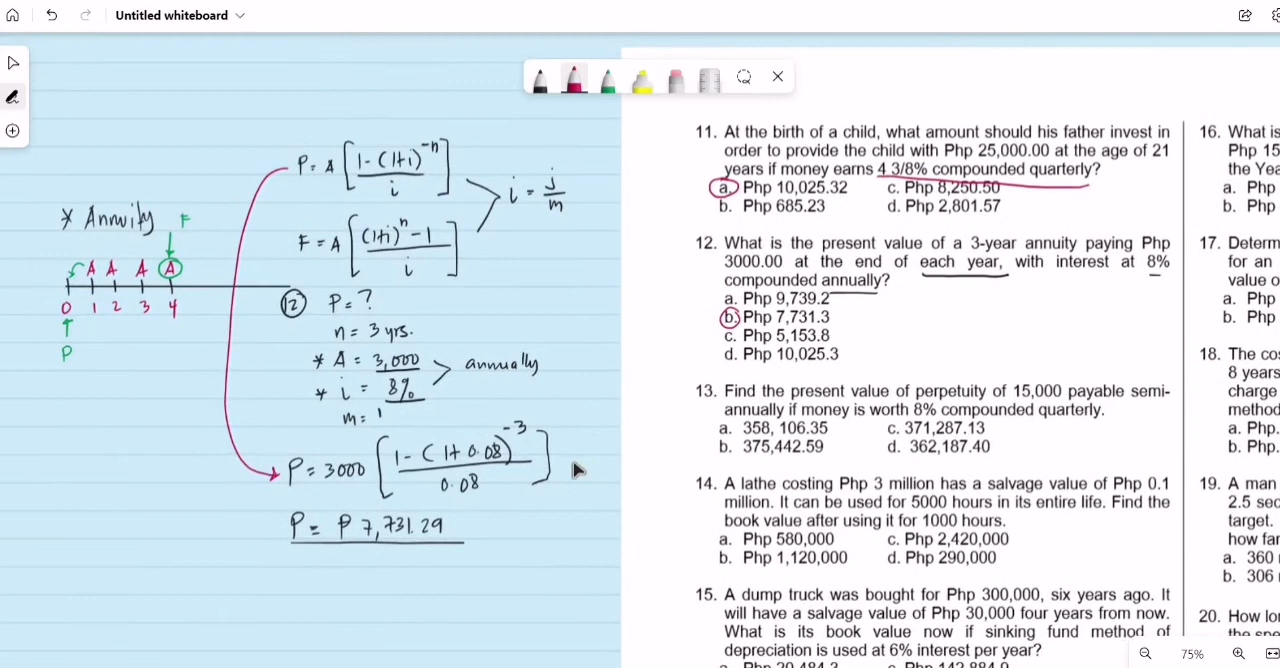 Untitled whiteboard
P = A [ 1 - (1+i)^-n / i ]
i = j / m
F = A [ (1+i)^n - 1 / i ]
* Annuity
F
A A A A
0 1 2 3 4
P
12 P = ?
n = 3 yrs.
* A = 3,000
annually
* i = 8%
m = 1
P = 3000 [ 1 - (1+0.08)^-3 / 0.08 ]
P = ₱ 7,731.29
11. At the birth of a child, what amount should his father invest in
order to provide the child with Php 25,000.00 at the age of 21
years if money earns 4 3/8% compounded quarterly?
a. Php 10,025.32 c. Php 8,250.50
b. Php 685.23 d. Php 2,801.57
12. What is the present value of a 3-year annuity paying Php
3000.00 at the end of each year, with interest at 8%
compounded annually?
a. Php 9,739.2
b. Php 7,731.3
c. Php 5,153.8
d. Php 10,025.3
13. Find the present value of perpetuity of 15,000 payable semi-
annually if money is worth 8% compounded quarterly.
a. 358, 106.35 c. 371,287.13
b. 375,442.59 d. 362,187.40
14. A lathe costing Php 3 million has a salvage value of Php 0.1
million. It can be used for 5000 hours in its entire life. Find the
book value after using it for 1000 hours.
a. Php 580,000 c. Php 2,420,000
b. Php 1,120,000 d. Php 290,000
15. A dump truck was bought for Php 300,000, six years ago. It
will have a salvage value of Php 30,000 four years from now.
What is its book value now if sinking fund method of
depreciation is used at 6% interest per year?
16. What is
Php 15
the Yea
a. Php
b. Php
17. Determ
for an
value o
a. Php
b. Php
18. The cos
8 years
charge
method
a. Php.
b. Php.
19. A man
2.5 sec
target.
how far
a. 360
b. 306
20. How lo
75%